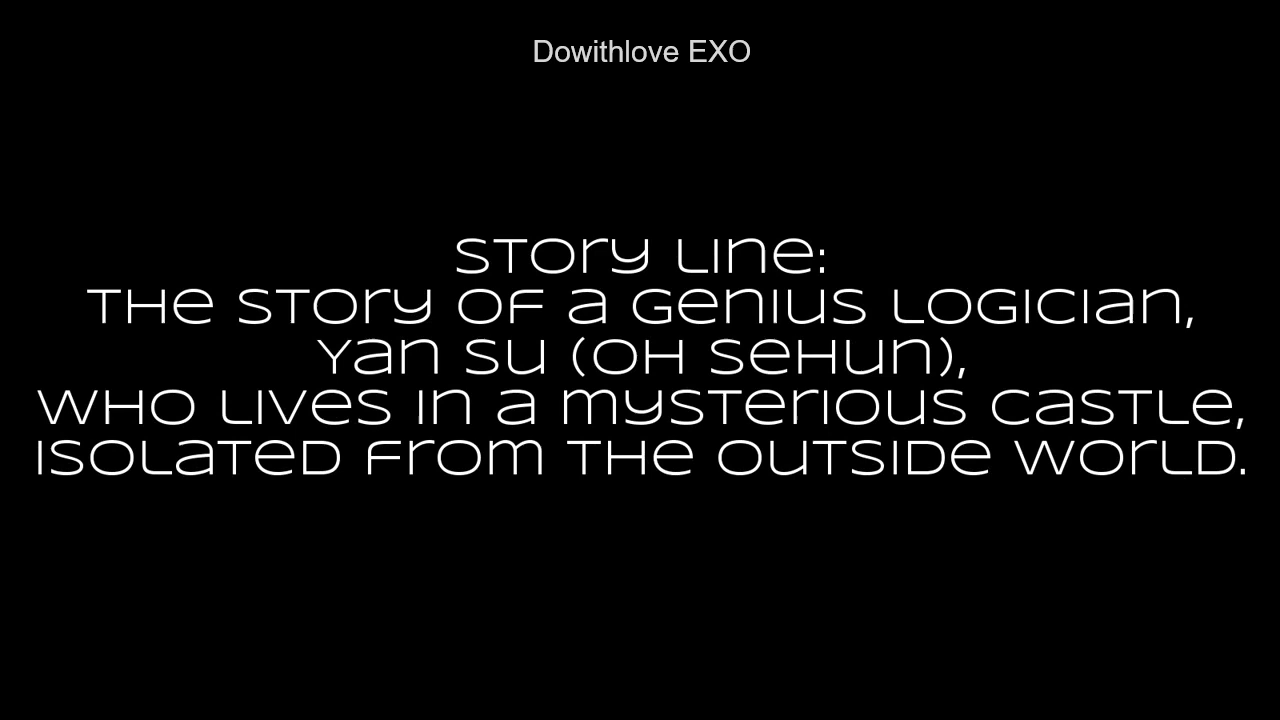 Dowithlove EXO
Story Line:
The story of a genius logician,
Yan Su (Oh Sehun),
who lives in a mysterious castle,
isolated from the outside world.